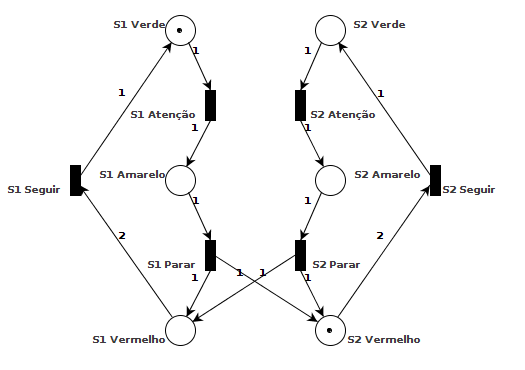 S1 Verde
S2 Verde
1
1
1
1
S1 Atenção
S2 Atenção
1
1
S1 Amarelo
S2 Amarelo
S1 Seguir
S2 Seguir
1
1
2
2
S1 Parar
S2 Parar
1
1
1
1
S1 Vermelho
S2 Vermelho